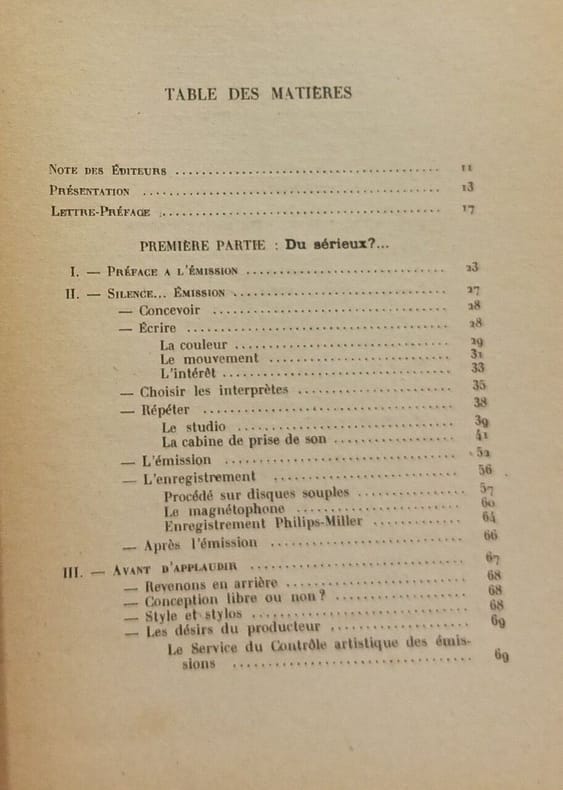 TABLE DES MATIÈRES
NOTE DES ÉDITEURS ........................................ 11
PRÉSENTATION ........................................ 13
LETTRE-PRÉFACE ........................................ 17
PREMIÈRE PARTIE : Du sérieux?...
I. — PRÉFACE A L'ÉMISSION .............................. 23
II. — SILENCE... ÉMISSION .............................. 27
— Concevoir .............................. 28
— Écrire .............................. 28
La couleur .............................. 29
Le mouvement .............................. 31
L'intérêt .............................. 33
— Choisir les interprètes .................... 35
— Répéter .............................. 38
Le studio .............................. 39
La cabine de prise de son .................... 41
— L'émission .............................. 52
— L'enregistrement .............................. 56
Procédé sur disques souples .................... 57
Le magnétophone .............................. 60
Enregistrement Philips-Miller .................... 64
— Après l'émission .............................. 66
III. — AVANT D'APPLAUDIR .............................. 67
— Revenons en arrière .............................. 68
— Conception libre ou non? .................... 68
— Style et stylos .............................. 68
— Les désirs du producteur .................... 69
Le Service du Contrôle artistique des émis-
sions .............................. 69